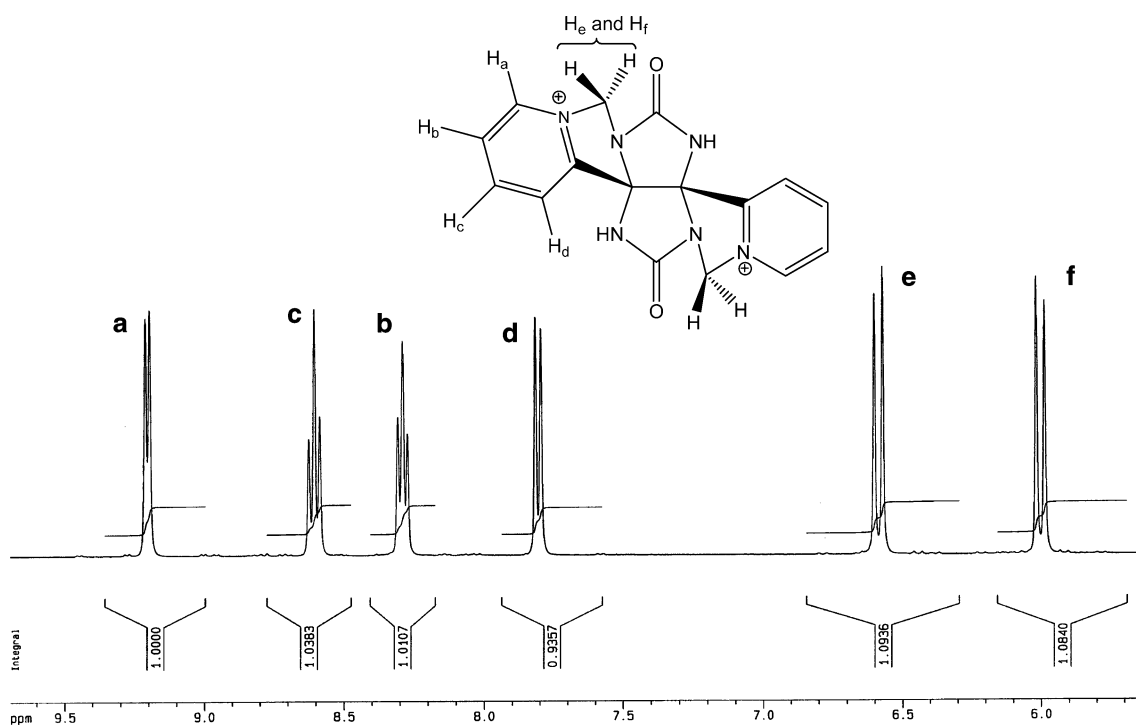 He and Hf
H H O
Ha
⊕
N
Hb
N NH
Hc
Hd
HN N
N
⊕
O
H H
a c b d e f
Integral
1.0000 1.0383 1.0107 0.9357 1.0936 1.0840
ppm 9.5 9.0 8.5 8.0 7.5 7.0 6.5 6.0